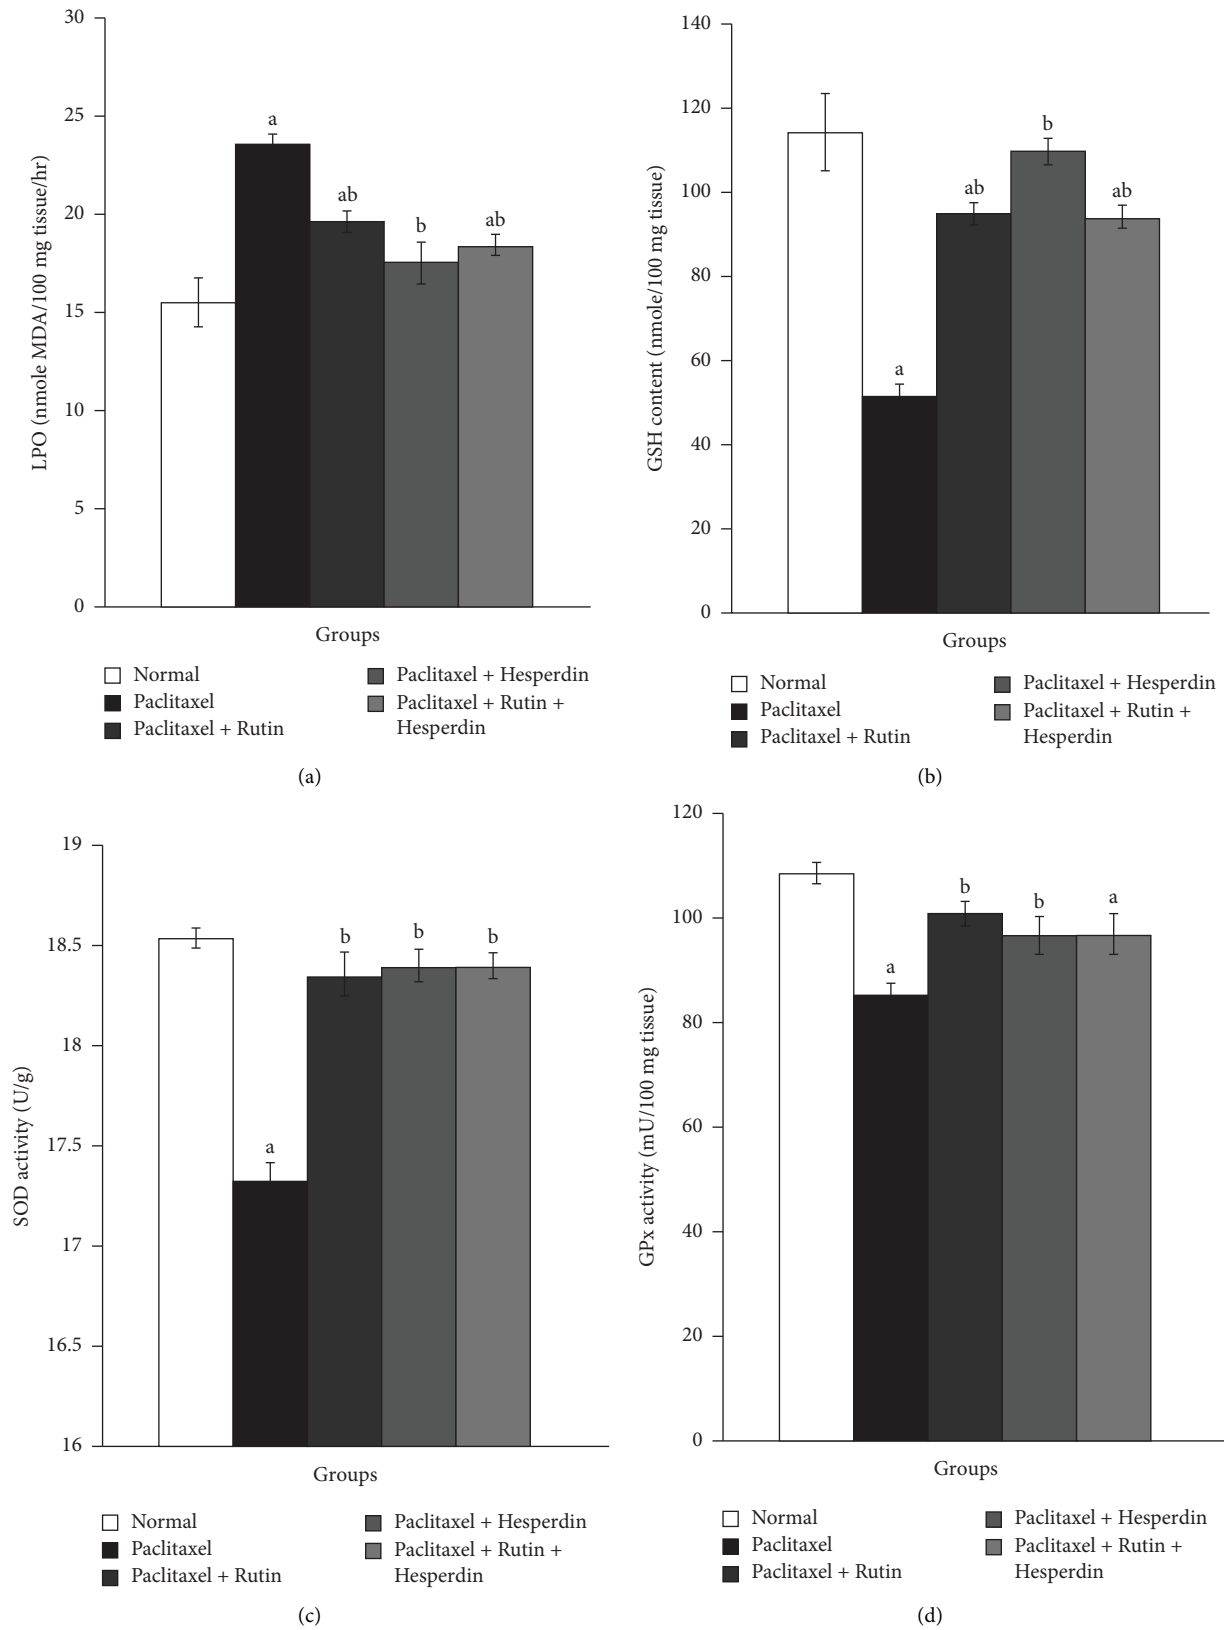 30
25
20
15
10
5
0
LPO (nmole MDA/100 mg tissue/hr)
a
ab
b
ab
Groups
Normal
Paclitaxel
Paclitaxel + Rutin
Paclitaxel + Hesperdin
Paclitaxel + Rutin +
Hesperdin
(a)
140
120
100
80
60
40
20
0
GSH content (nmole/100 mg tissue)
a
ab
b
ab
Groups
Normal
Paclitaxel
Paclitaxel + Rutin
Paclitaxel + Hesperdin
Paclitaxel + Rutin +
Hesperdin
(b)
19
18.5
18
17.5
17
16.5
16
SOD activity (U/g)
a
b
b
b
Groups
Normal
Paclitaxel
Paclitaxel + Rutin
Paclitaxel + Hesperdin
Paclitaxel + Rutin +
Hesperdin
(c)
120
100
80
60
40
20
0
GPx activity (mU/100 mg tissue)
a
b
b
a
Groups
Normal
Paclitaxel
Paclitaxel + Rutin
Paclitaxel + Hesperdin
Paclitaxel + Rutin +
Hesperdin
(d)